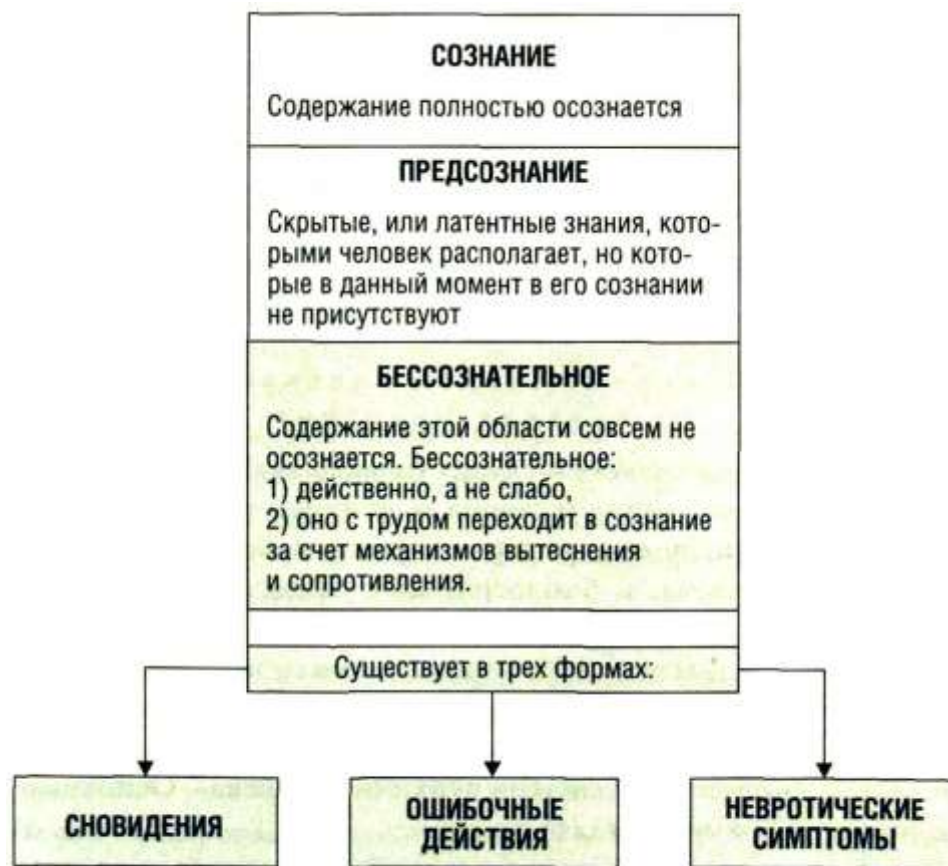 СОЗНАНИЕ
Содержание полностью осознается
ПРЕДСОЗНАНИЕ
Скрытые, или латентные знания, кото-
рыми человек располагает, но кото-
рые в данный момент в его сознании
не присутствуют
БЕССОЗНАТЕЛЬНОЕ
Содержание этой области совсем не
осознается. Бессознательное:
1) действенно, а не слабо,
2) оно с трудом переходит в сознание
за счет механизмов вытеснения
и сопротивления.
Существует в трех формах:
СНОВИДЕНИЯ
ОШИБОЧНЫЕ
ДЕЙСТВИЯ
НЕВРОТИЧЕСКИЕ
СИМПТОМЫ